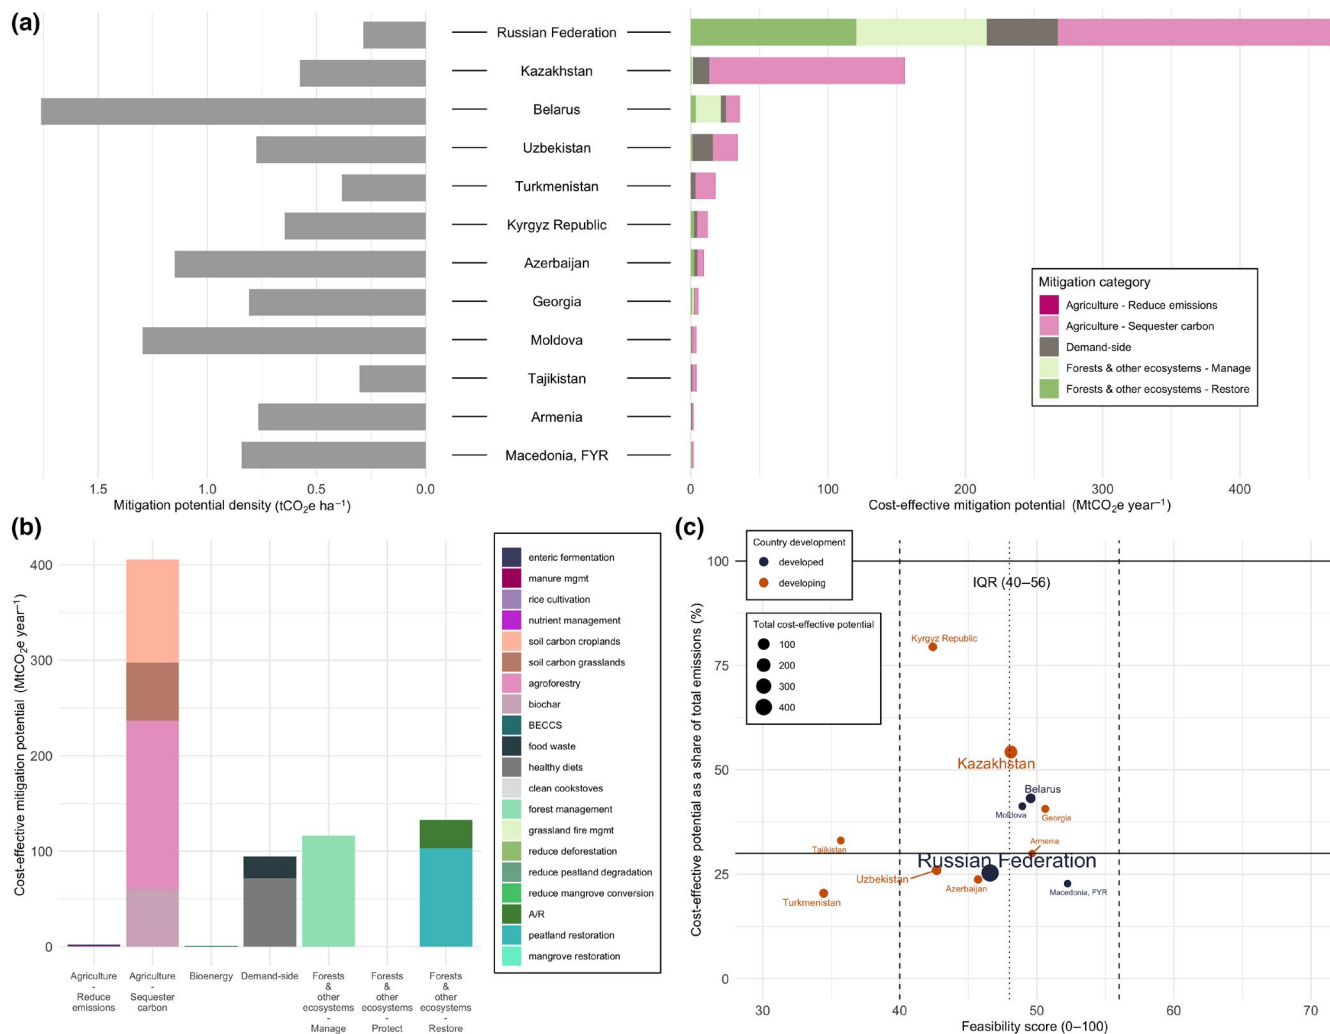 (a)
Russian Federation
Kazakhstan
Belarus
Uzbekistan
Turkmenistan
Kyrgyz Republic
Azerbaijan
Georgia
Moldova
Tajikistan
Armenia
Macedonia, FYR
1.5 1.0 0.5 0.0
Mitigation potential density (tCO₂e ha⁻¹)
Mitigation category
Agriculture - Reduce emissions
Agriculture - Sequester carbon
Demand-side
Forests & other ecosystems - Manage
Forests & other ecosystems - Restore
0 100 200 300 400
Cost-effective mitigation potential (MtCO₂e year⁻¹)
(b)
Cost-effective mitigation potential (MtCO₂e year⁻¹)
400
300
200
100
0
Agriculture
-
Reduce
emissions
Agriculture
-
Sequester
carbon
Bioenergy
Demand-side
Forests
&
other
ecosystems
-
Manage
Forests
&
other
ecosystems
-
Protect
Forests
&
other
ecosystems
-
Restore
enteric fermentation
manure mgmt
rice cultivation
nutrient management
soil carbon croplands
soil carbon grasslands
agroforestry
biochar
BECCS
food waste
healthy diets
clean cookstoves
forest management
grassland fire mgmt
reduce deforestation
reduce peatland degradation
reduce mangrove conversion
A/R
peatland restoration
mangrove restoration
(c)
Cost-effective potential as a share of total emissions (%)
100
75
50
25
0
Country development
developed
developing
Total cost-effective potential
100
200
300
400
IQR (40–56)
Kyrgyz Republic
Kazakhstan
Belarus
Moldova
Georgia
Armenia
Tajikistan
Russian Federation
Uzbekistan
Azerbaijan
Macedonia, FYR
Turkmenistan
30 40 50 60 70
Feasibility score (0–100)